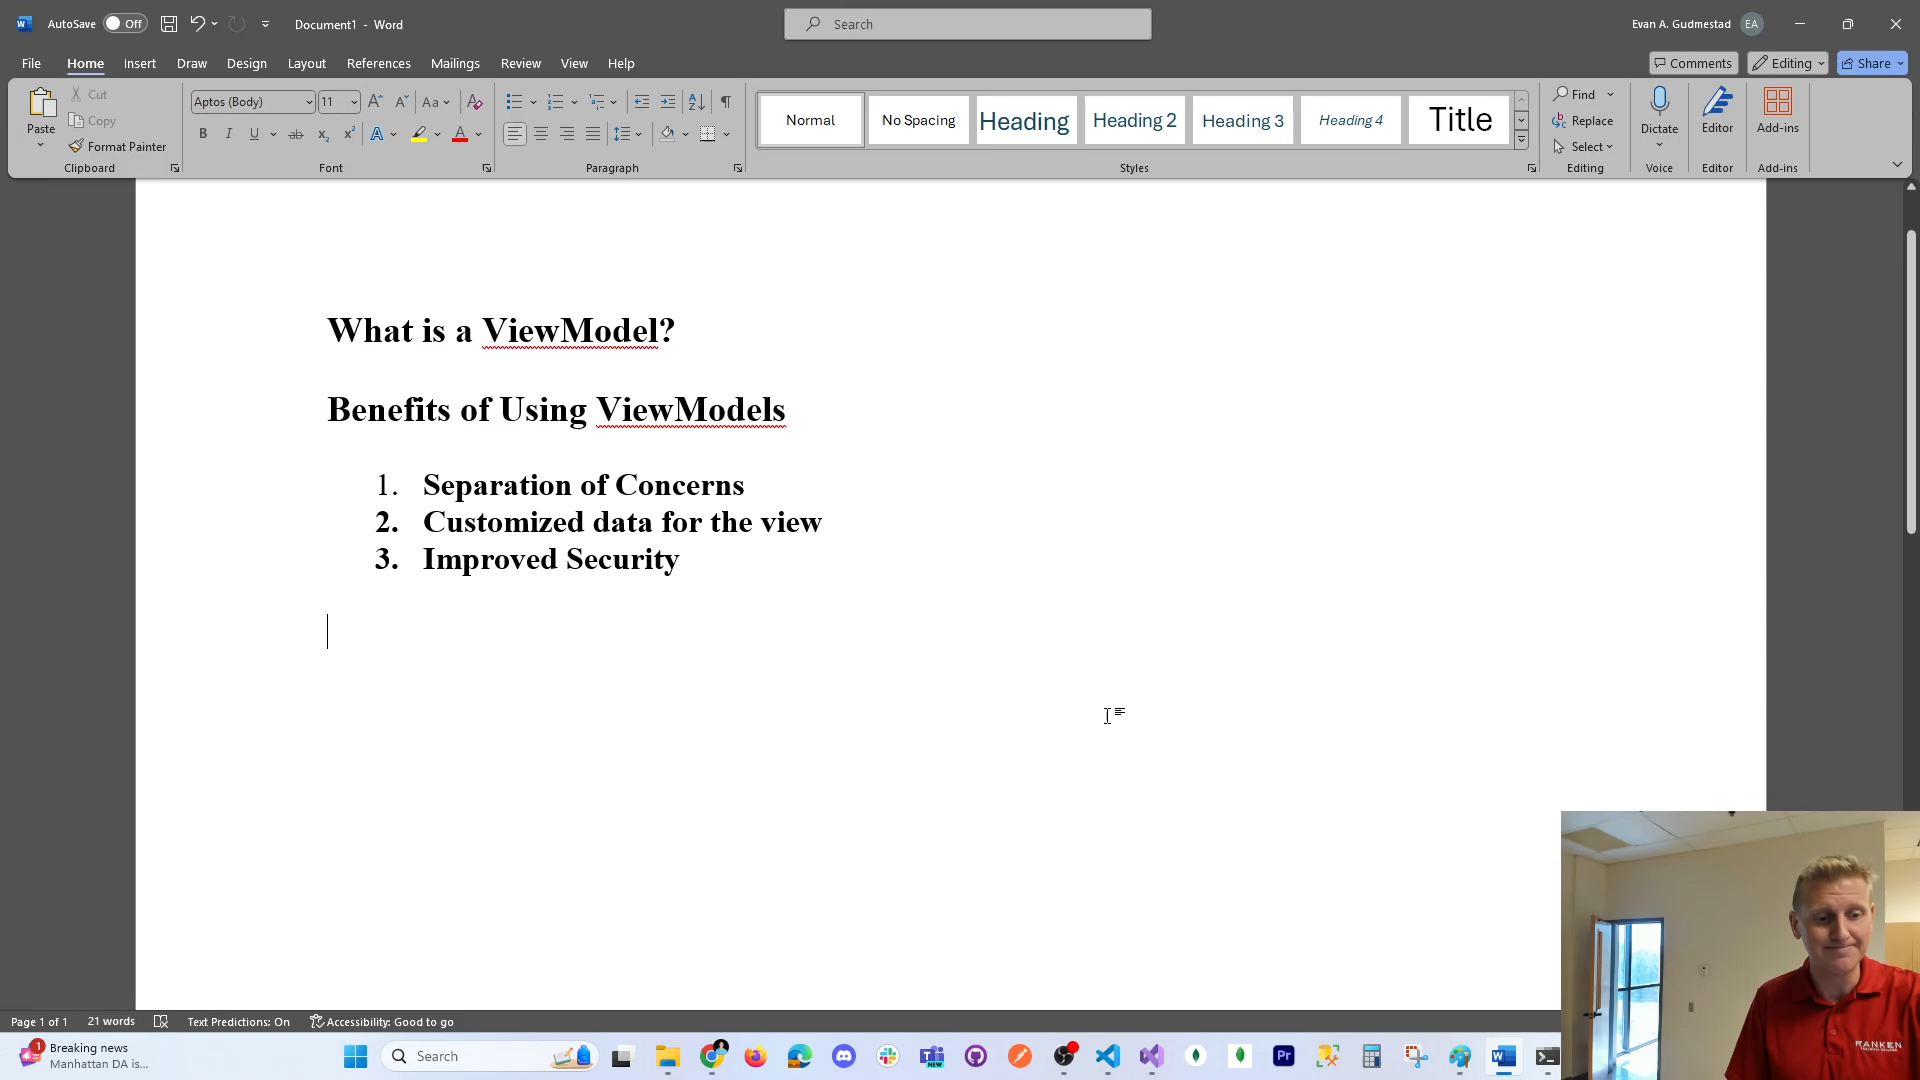 AutoSave Off Document1 - Word Search Evan A. Gudmestad EA
File Home Insert Draw Design Layout References Mailings Review View Help Comments Editing Share
Paste Cut Copy Format Painter Clipboard
Aptos (Body) 11 Font
Paragraph
Normal No Spacing Heading Heading 2 Heading 3 Heading 4 Title Styles
Find Replace Select Editing
Dictate Voice
Editor Editor
Add-ins Add-ins
What is a ViewModel?
Benefits of Using ViewModels
1. Separation of Concerns
2. Customized data for the view
3. Improved Security
RANKEN
Page 1 of 1 21 words Text Predictions: On Accessibility: Good to go
1 Breaking news
Manhattan DA is...
Search
NEW
Pr